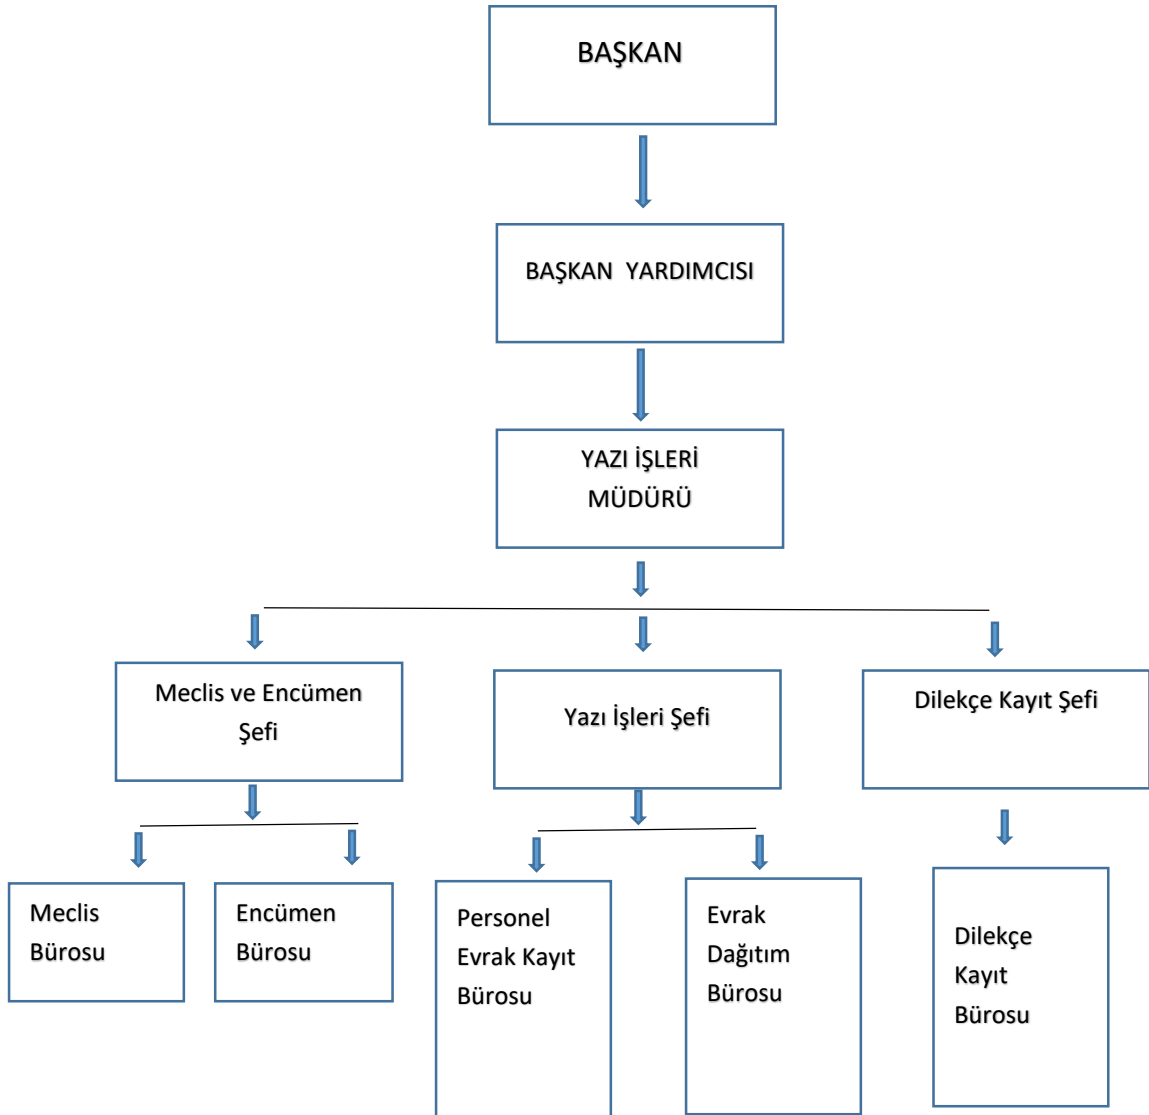 BAŞKAN
BAŞKAN  YARDIMCISI
YAZI İŞLERİ
MÜDÜRÜ
Meclis ve Encümen
Şefi
Yazı İşleri Şefi
Dilekçe Kayıt Şefi
Meclis
Bürosu
Encümen
Bürosu
Personel
Evrak Kayıt
Bürosu
Evrak
Dağıtım
Bürosu
Dilekçe
Kayıt
Bürosu